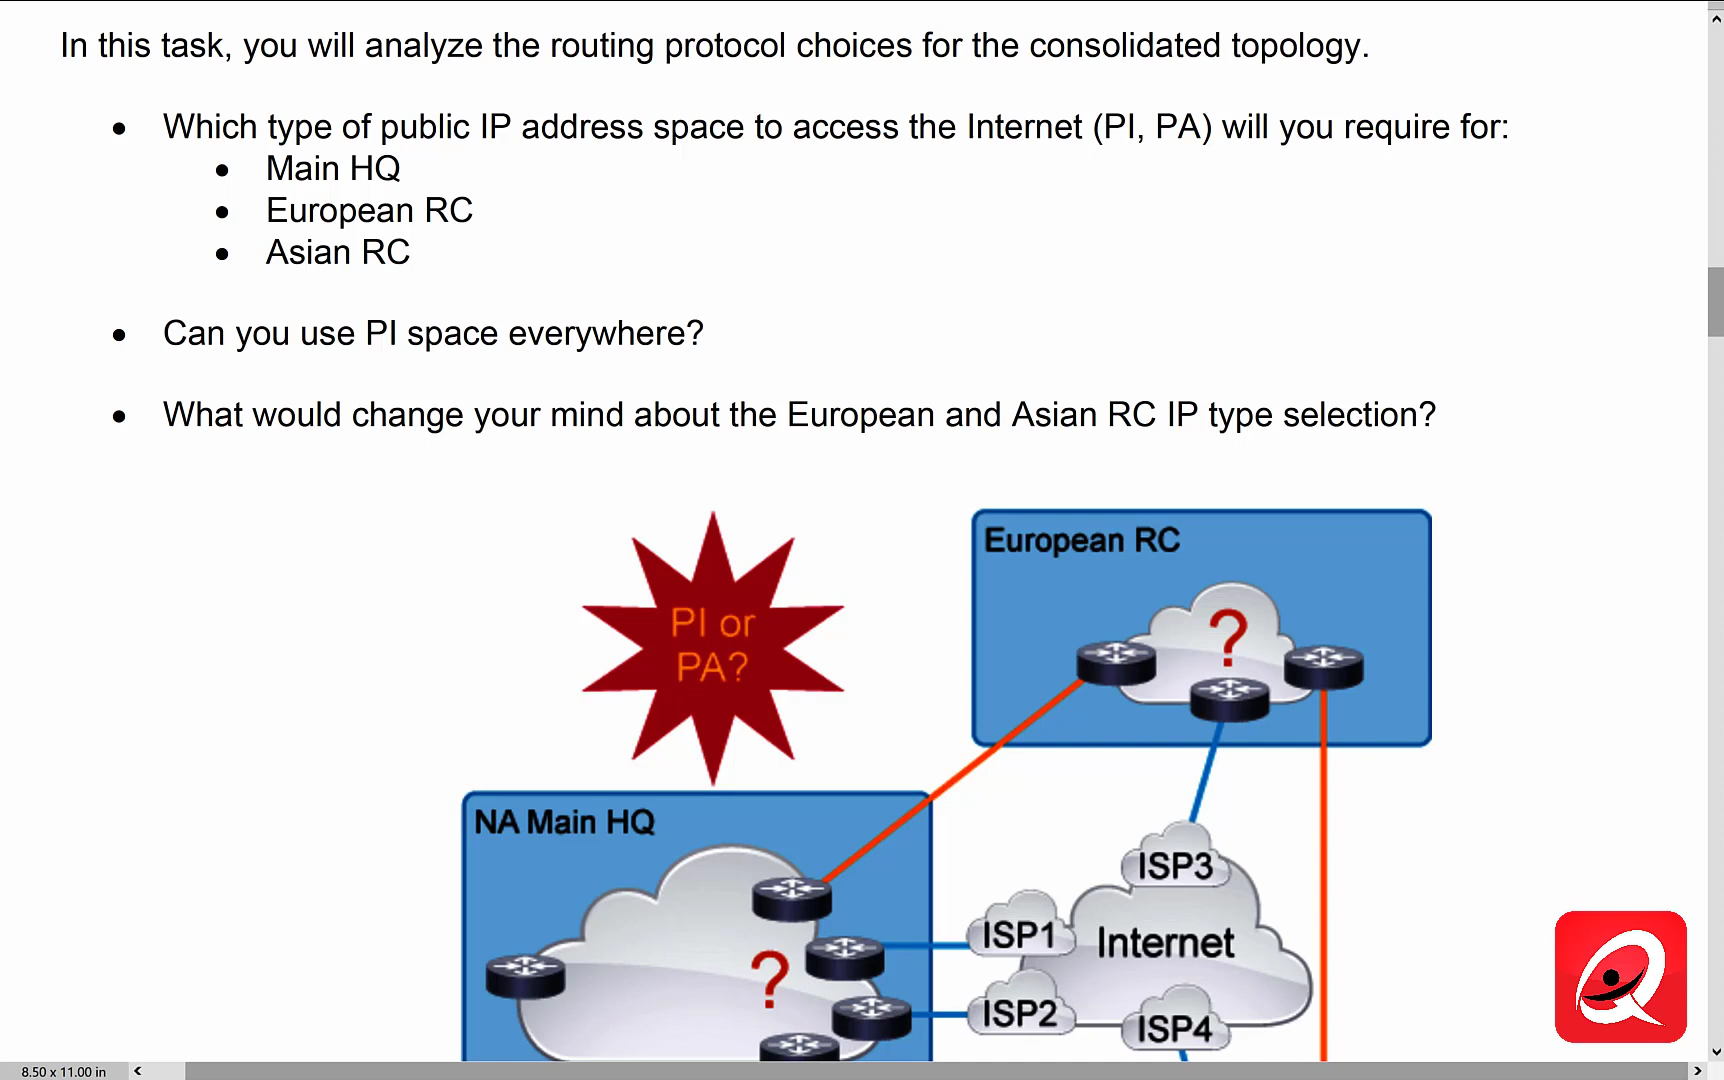 In this task, you will analyze the routing protocol choices for the consolidated topology.
• Which type of public IP address space to access the Internet (PI, PA) will you require for:
• Main HQ
• European RC
• Asian RC
• Can you use PI space everywhere?
• What would change your mind about the European and Asian RC IP type selection?
PI or
PA?
European RC
?
NA Main HQ
?
ISP3
ISP1
Internet
ISP2
ISP4
8.50 x 11.00 in